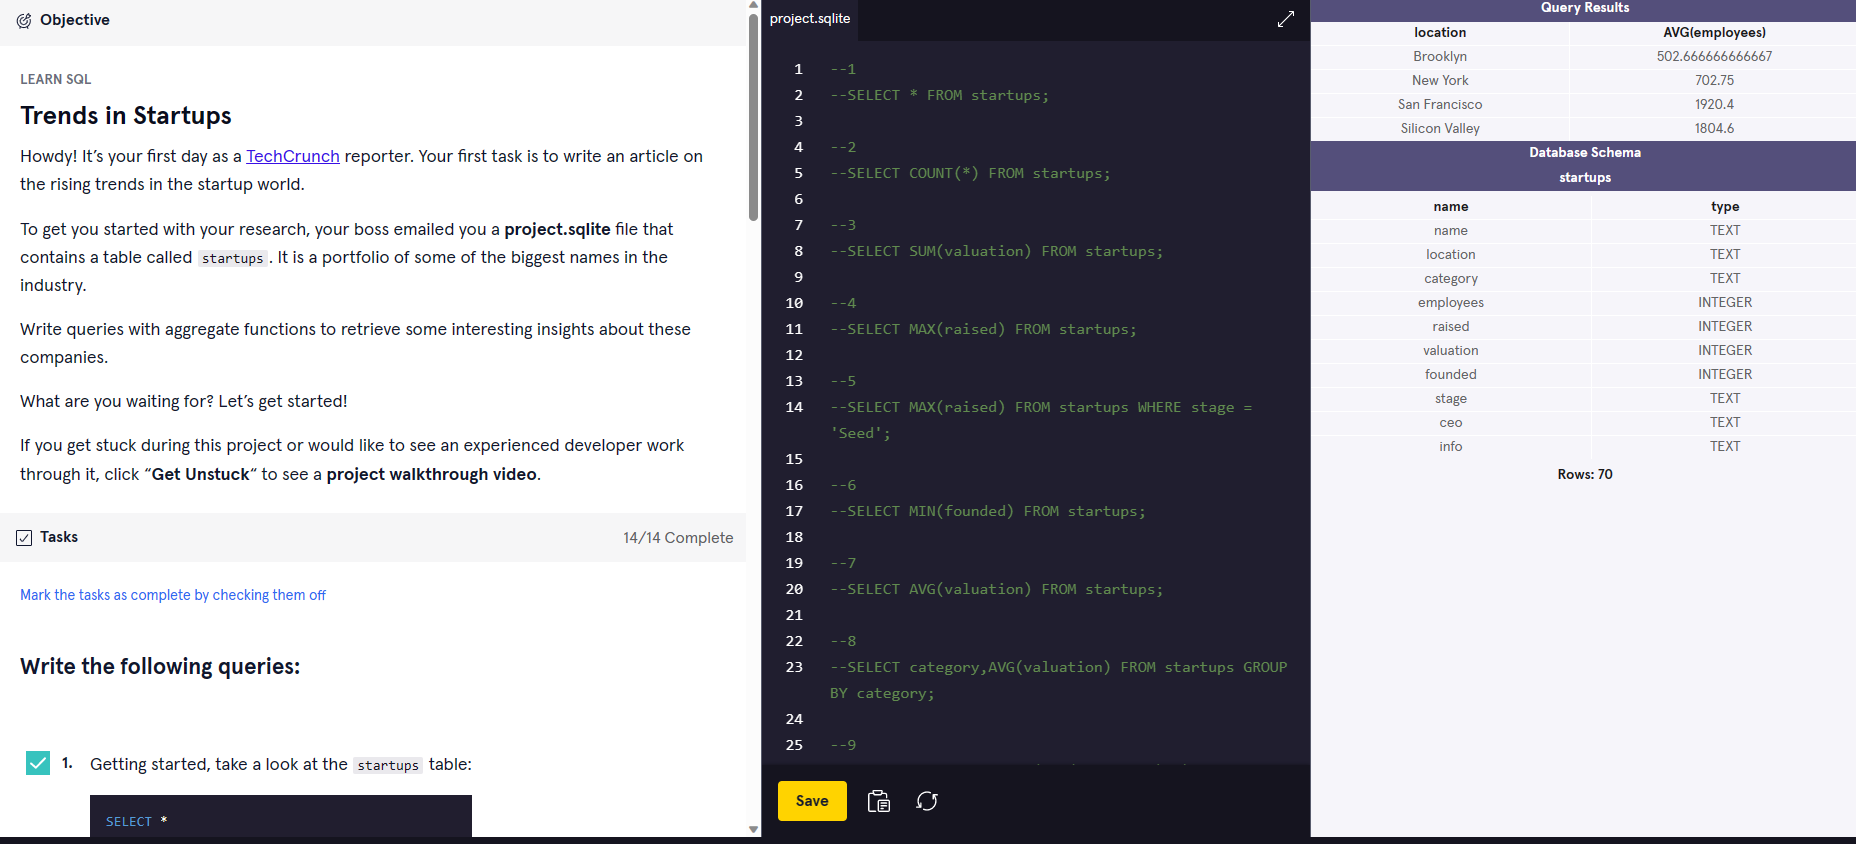 Objective
LEARN SQL
Trends in Startups
Howdy! It's your first day as a TechCrunch reporter. Your first task is to write an article on
the rising trends in the startup world.
To get you started with your research, your boss emailed you a project.sqlite file that
contains a table called startups. It is a portfolio of some of the biggest names in the
industry.
Write queries with aggregate functions to retrieve some interesting insights about these
companies.
What are you waiting for? Let's get started!
If you get stuck during this project or would like to see an experienced developer work
through it, click “Get Unstuck“ to see a project walkthrough video.
Tasks 14/14 Complete
Mark the tasks as complete by checking them off
Write the following queries:
1. Getting started, take a look at the startups table:
SELECT *
project.sqlite
1 --1
2 --SELECT * FROM startups;
3
4 --2
5 --SELECT COUNT(*) FROM startups;
6
7 --3
8 --SELECT SUM(valuation) FROM startups;
9
10 --4
11 --SELECT MAX(raised) FROM startups;
12
13 --5
14 --SELECT MAX(raised) FROM startups WHERE stage =
'Seed';
15
16 --6
17 --SELECT MIN(founded) FROM startups;
18
19 --7
20 --SELECT AVG(valuation) FROM startups;
21
22 --8
23 --SELECT category,AVG(valuation) FROM startups GROUP
BY category;
24
25 --9
Save
Query Results
location AVG(employees)
Brooklyn 502.666666666667
New York 702.75
San Francisco 1920.4
Silicon Valley 1804.6
Database Schema
startups
name type
name TEXT
location TEXT
category TEXT
employees INTEGER
raised INTEGER
valuation INTEGER
founded INTEGER
stage TEXT
ceo TEXT
info TEXT
Rows: 70